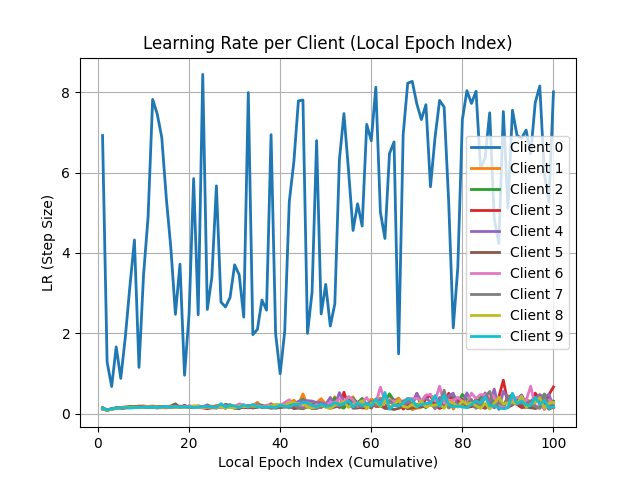 Learning Rate per Client (Local Epoch Index)
LR (Step Size)
8
6
4
2
0
Client 0
Client 1
Client 2
Client 3
Client 4
Client 5
Client 6
Client 7
Client 8
Client 9
0 20 40 60 80 100
Local Epoch Index (Cumulative)